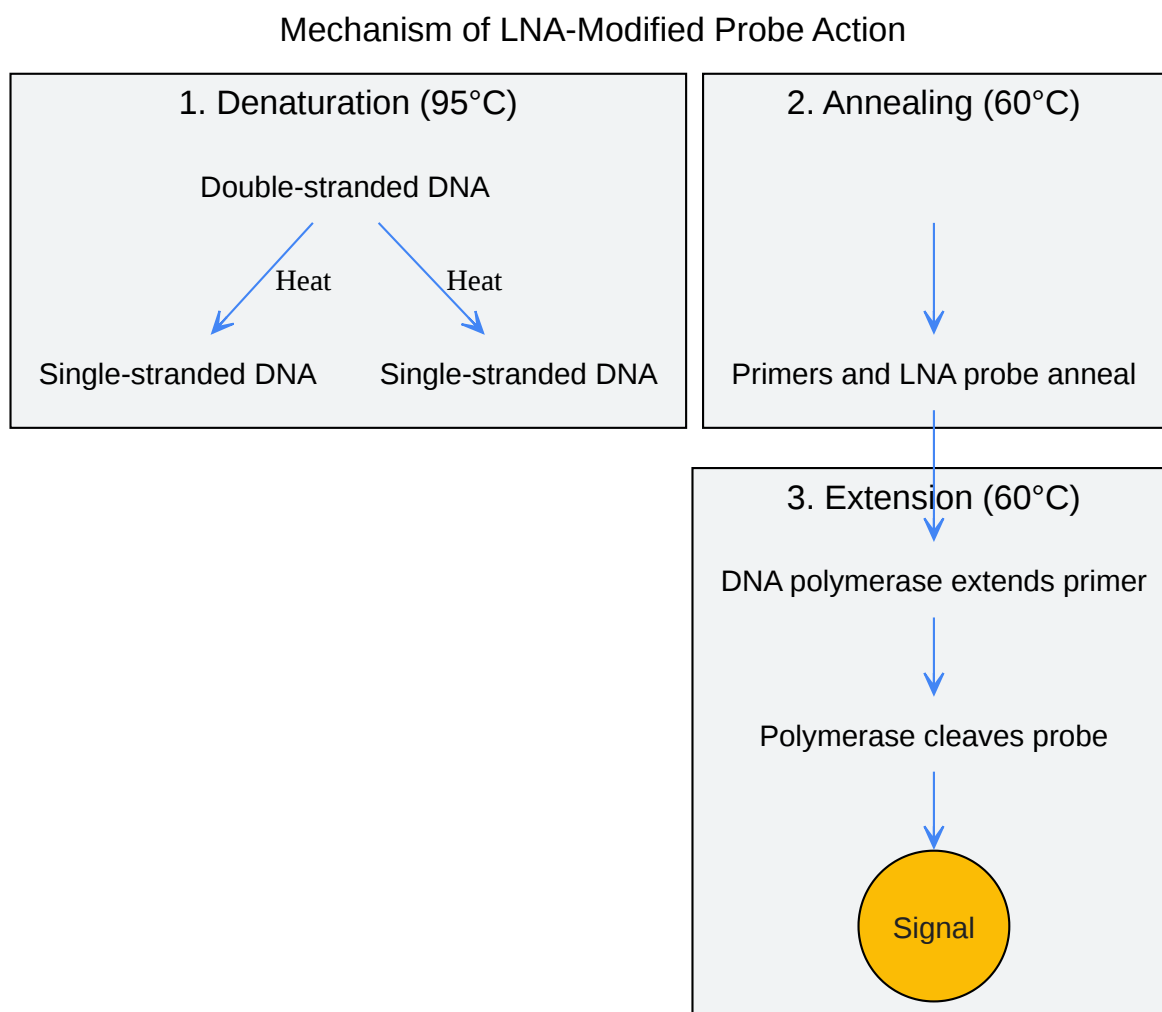 Mechanism of LNA-Modified Probe Action
1. Denaturation (95°C)
Double-stranded DNA
Heat
Heat
Single-stranded DNA
Single-stranded DNA
2. Annealing (60°C)
Primers and LNA probe anneal
3. Extension (60°C)
DNA polymerase extends primer
Polymerase cleaves probe
Signal